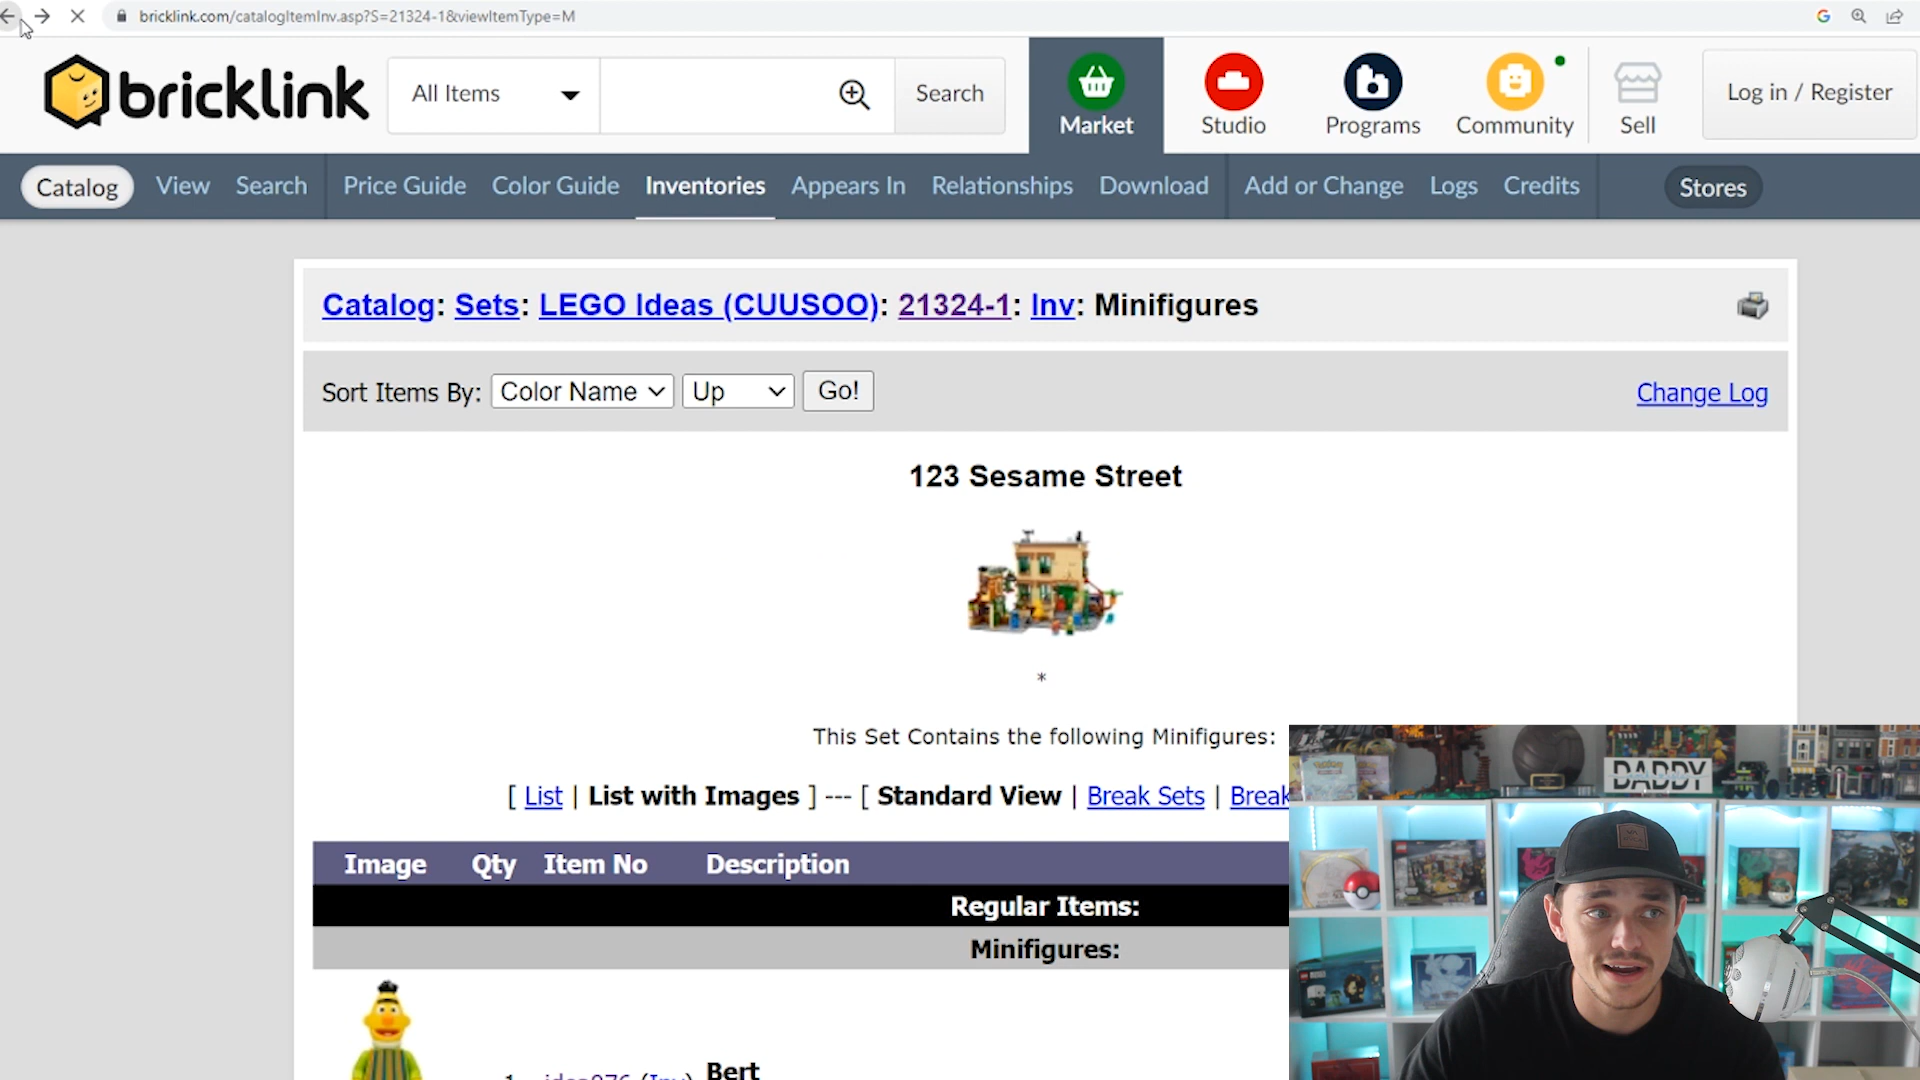 bricklink.com/catalogItemInv.asp?S=21324-1&viewItemType=M
bricklink
All Items
Search
Market
Studio
Programs
Community
Sell
Log in / Register
Catalog View Search Price Guide Color Guide Inventories Appears In Relationships Download Add or Change Logs Credits Stores
Catalog: Sets: LEGO Ideas (CUUSOO): 21324-1: Inv: Minifigures
Sort Items By: Color Name Up Go! Change Log
123 Sesame Street
*
This Set Contains the following Minifigures:
[ List | List with Images ] --- [ Standard View | Break Sets | Break
Image Qty Item No Description
Regular Items:
Minifigures:
1 idea076 (Inv) Bert
DADDY